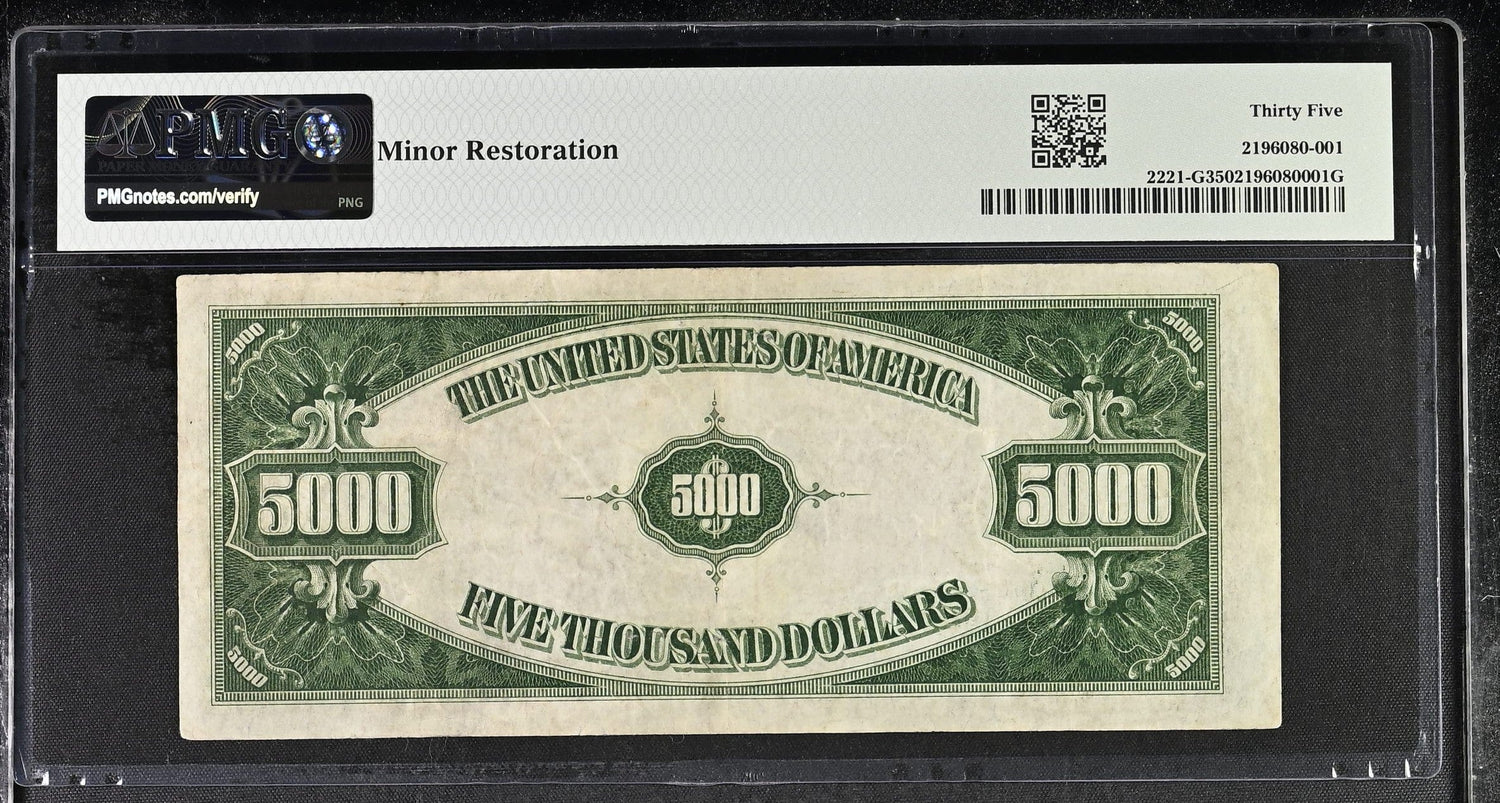 PMG
PMGnotes.com/verify
PNG
Minor Restoration
Thirty Five
2196080-001
2221-G3502196080001G
5000
5000
THE UNITED STATES OF AMERICA
5000
$5000
5000
FIVE THOUSAND DOLLARS
5000
5000